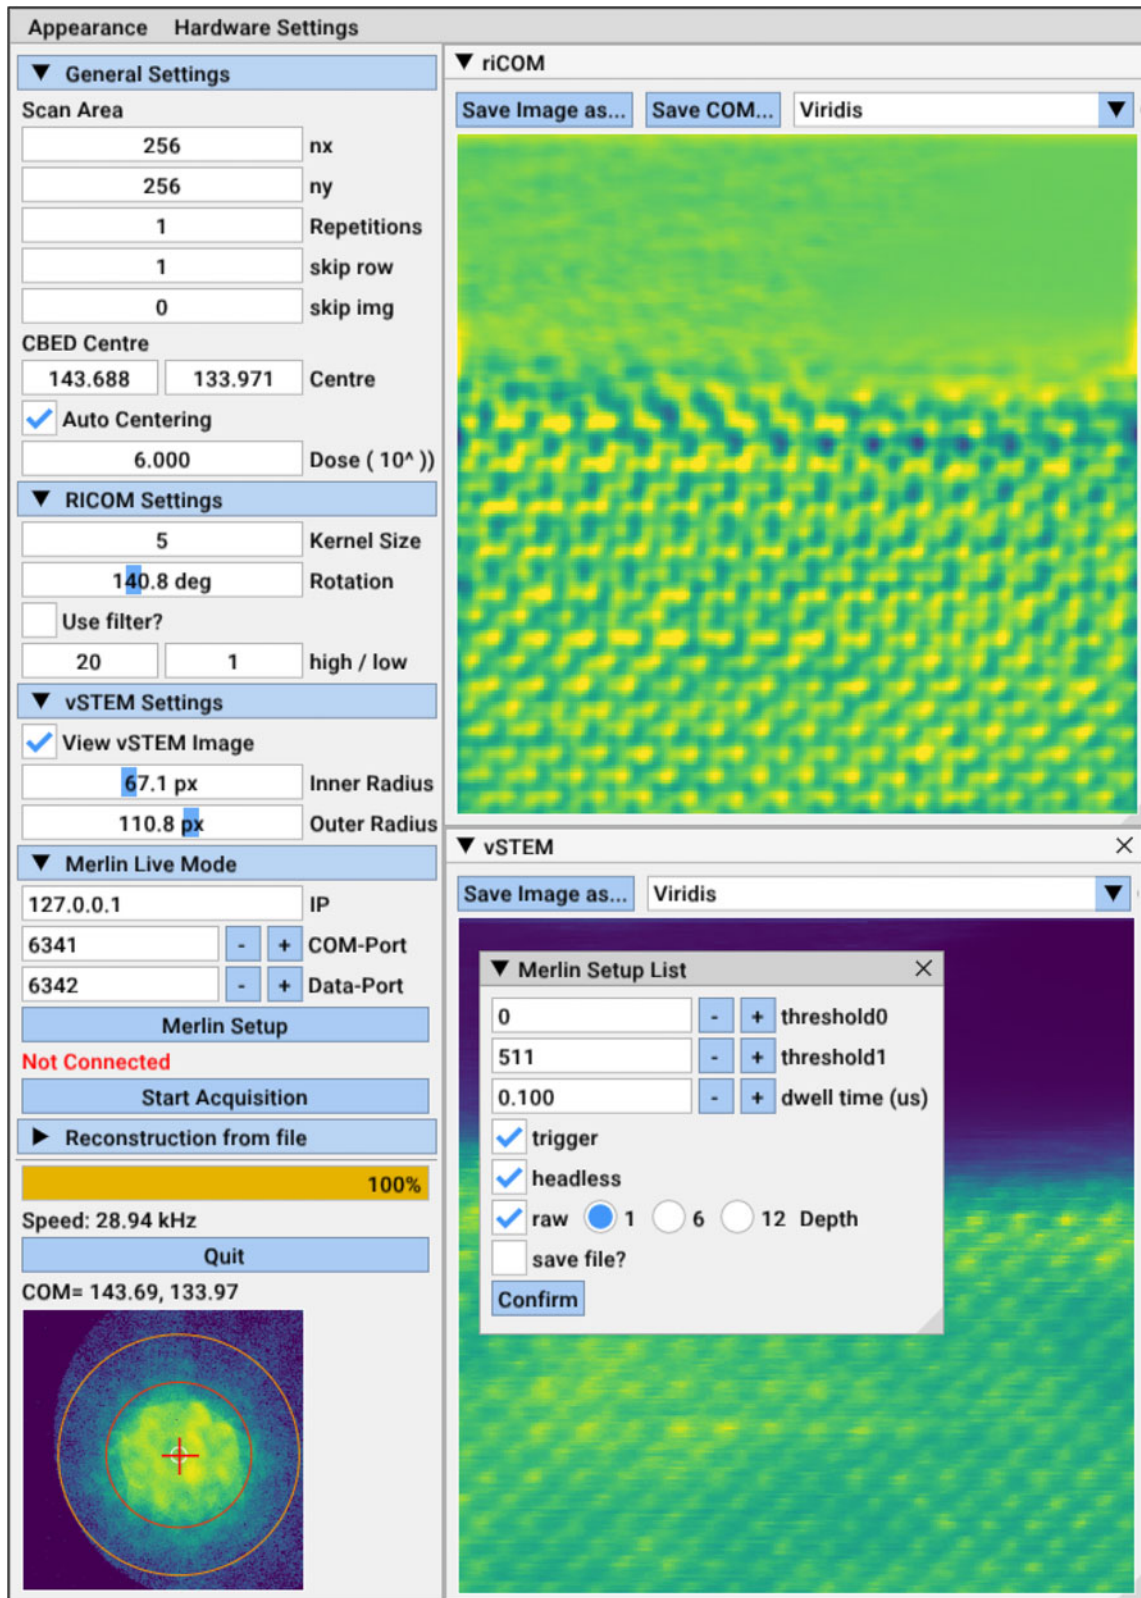 Appearance Hardware Settings
General Settings
Scan Area
256 nx
256 ny
1 Repetitions
1 skip row
0 skip img
CBED Centre
143.688 133.971 Centre
Auto Centering
6.000 Dose ( 10^ ))
RICOM Settings
5 Kernel Size
140.8 deg Rotation
Use filter?
20 1 high / low
vSTEM Settings
View vSTEM Image
67.1 px Inner Radius
110.8 px Outer Radius
Merlin Live Mode
127.0.0.1 IP
6341 - + COM-Port
6342 - + Data-Port
Merlin Setup
Not Connected
Start Acquisition
Reconstruction from file
100%
Speed: 28.94 kHz
Quit
COM= 143.69, 133.97
riCOM
Save Image as... Save COM... Viridis
vSTEM
Save Image as... Viridis
Merlin Setup List
0 - + threshold0
511 - + threshold1
0.100 - + dwell time (us)
trigger
headless
raw 1 6 12 Depth
save file?
Confirm